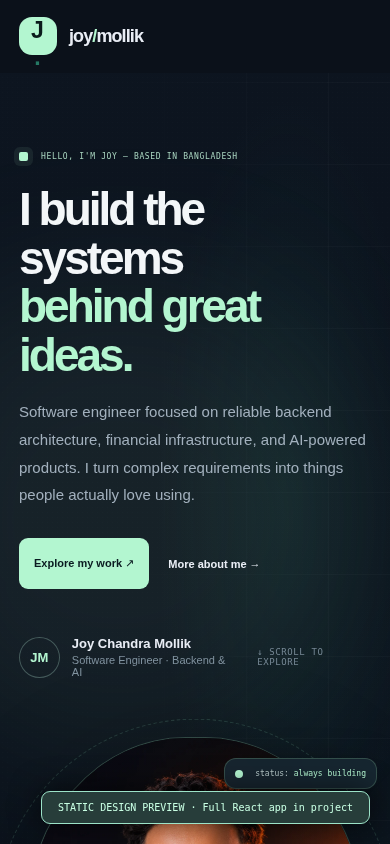 J
joy/mollik
HELLO, I'M JOY — BASED IN BANGLADESH
I build the
systems
behind great
ideas.
Software engineer focused on reliable backend
architecture, financial infrastructure, and AI-powered
products. I turn complex requirements into things
people actually love using.
Explore my work ↗
More about me →
JM
Joy Chandra Mollik
Software Engineer · Backend &
AI
↓ SCROLL TO
EXPLORE
status: always building
STATIC DESIGN PREVIEW · Full React app in project